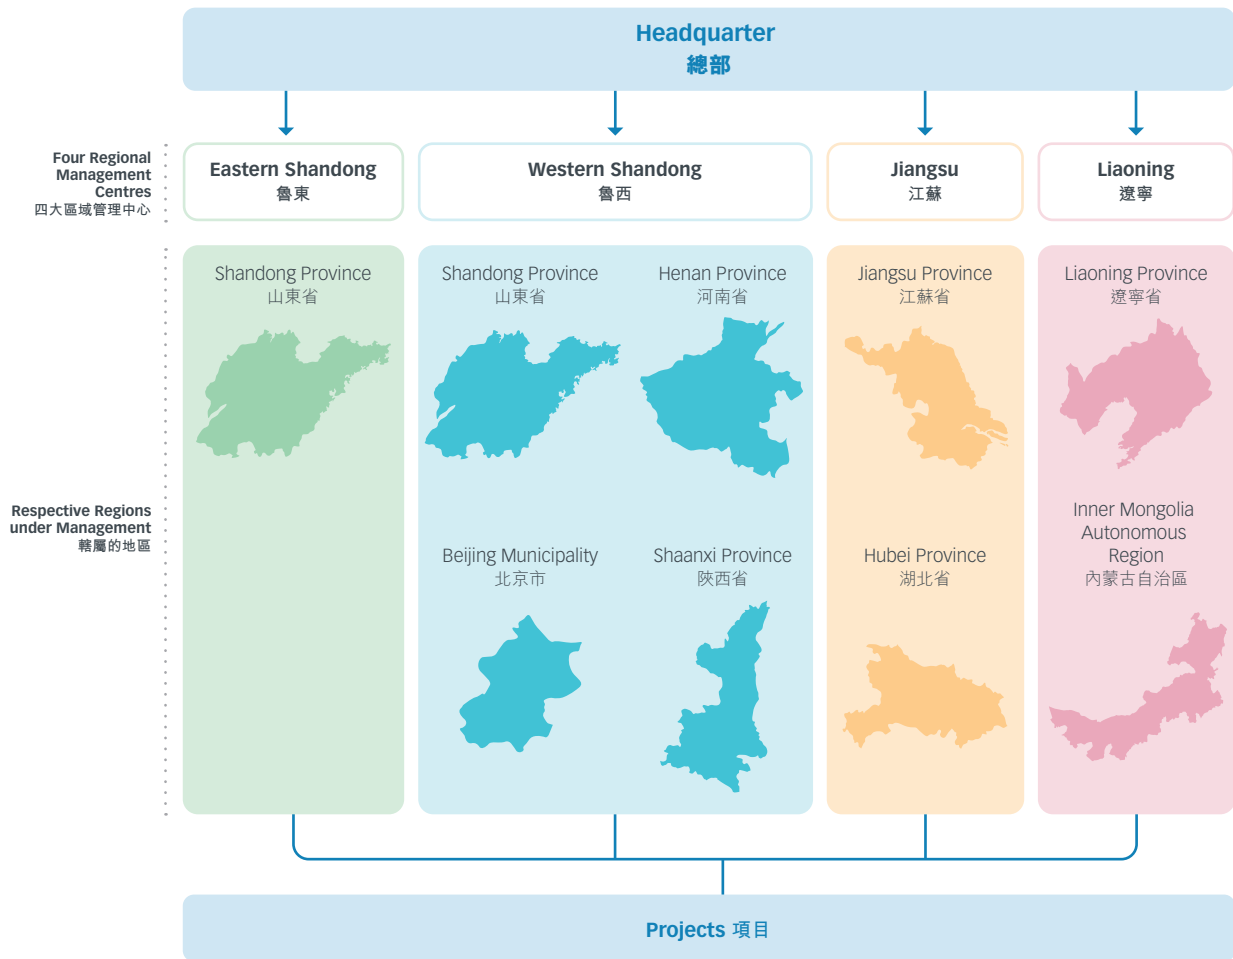 Headquarter
總部
Four Regional
Management
Centres
四大區域管理中心
Eastern Shandong
魯東
Western Shandong
魯西
Jiangsu
江蘇
Liaoning
遼寧
Respective Regions
under Management
轄屬的地區
Shandong Province
山東省
Shandong Province
山東省
Henan Province
河南省
Beijing Municipality
北京市
Shaanxi Province
陝西省
Jiangsu Province
江蘇省
Hubei Province
湖北省
Liaoning Province
遼寧省
Inner Mongolia
Autonomous
Region
內蒙古自治區
Projects 項目